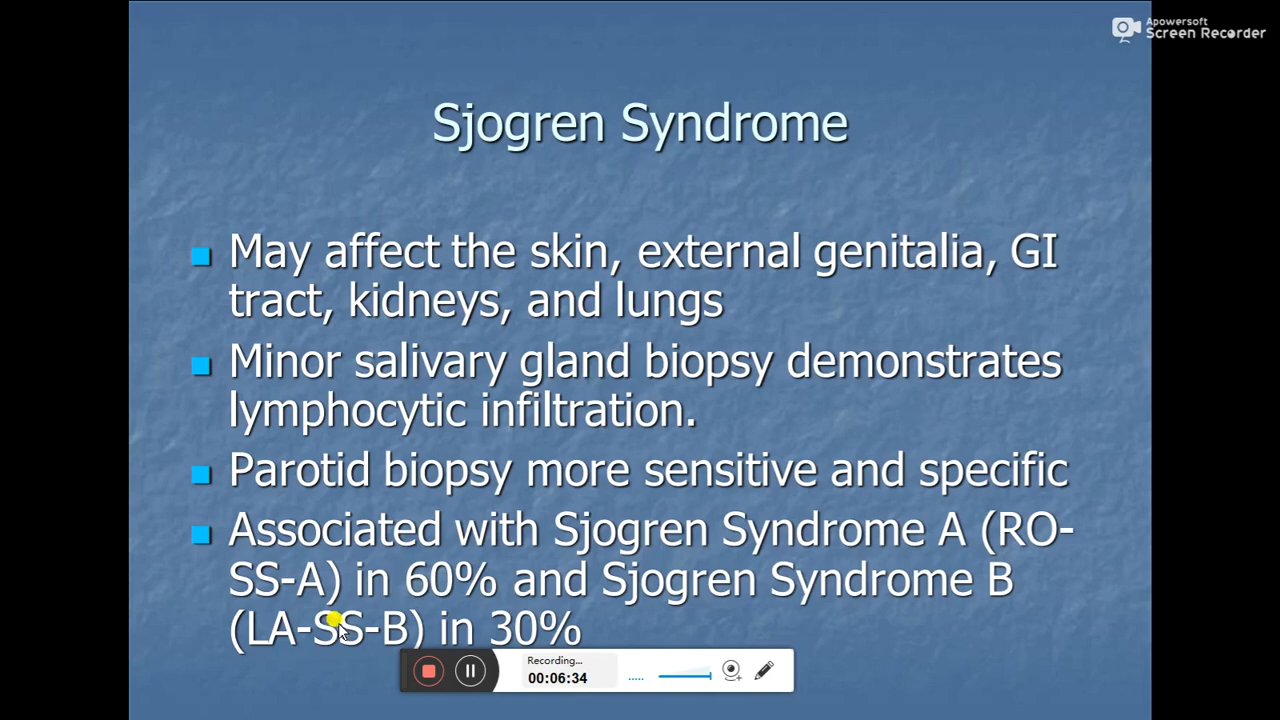 Apowersoft
Screen Recorder
Sjogren Syndrome
May affect the skin, external genitalia, GI
tract, kidneys, and lungs
Minor salivary gland biopsy demonstrates
lymphocytic infiltration.
Parotid biopsy more sensitive and specific
Associated with Sjogren Syndrome A (RO-
SS-A) in 60% and Sjogren Syndrome B
(LA-SS-B) in 30%
Recording...
00:06:34